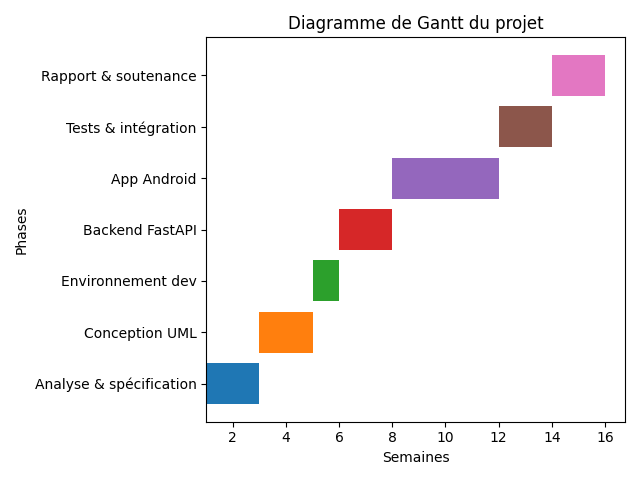 Diagramme de Gantt du projet
Phases
Rapport & soutenance
Tests & intégration
App Android
Backend FastAPI
Environnement dev
Conception UML
Analyse & spécification
2 4 6 8 10 12 14 16
Semaines